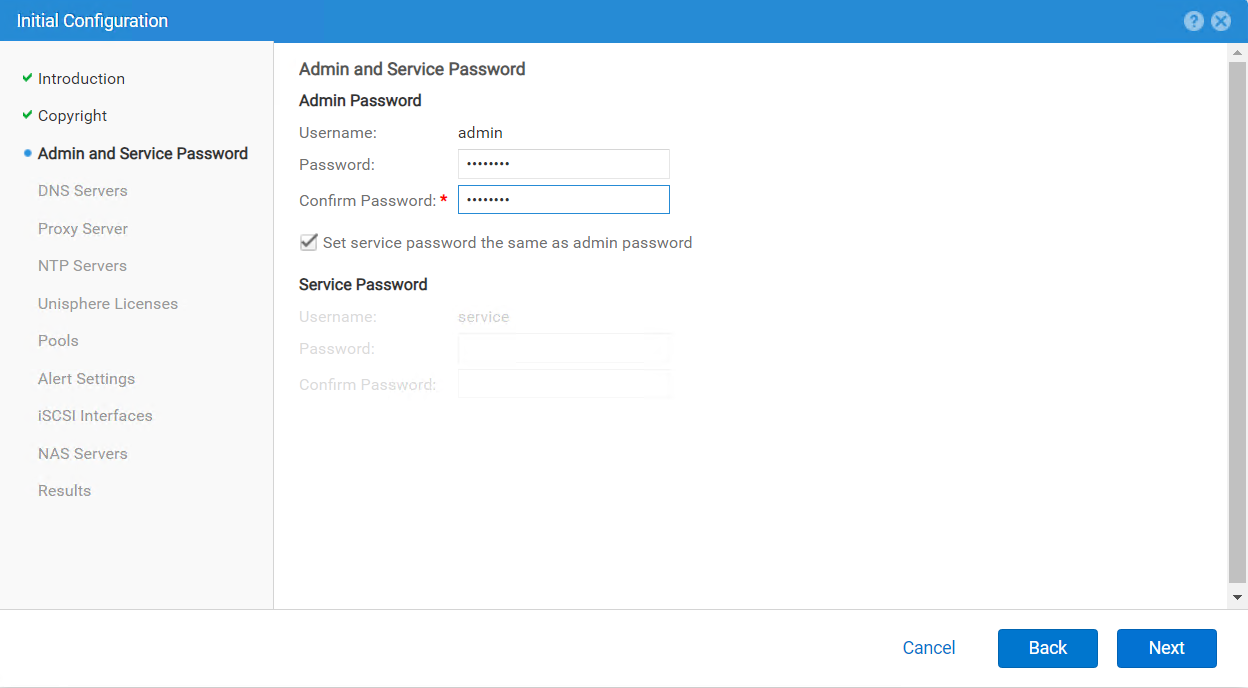 Initial Configuration
Introduction
Copyright
Admin and Service Password
DNS Servers
Proxy Server
NTP Servers
Unisphere Licenses
Pools
Alert Settings
iSCSI Interfaces
NAS Servers
Results
Admin and Service Password
Admin Password
Username: admin
Password: ••••••••
Confirm Password: * ••••••••
Set service password the same as admin password
Service Password
Username: service
Password:
Confirm Password:
Cancel Back Next